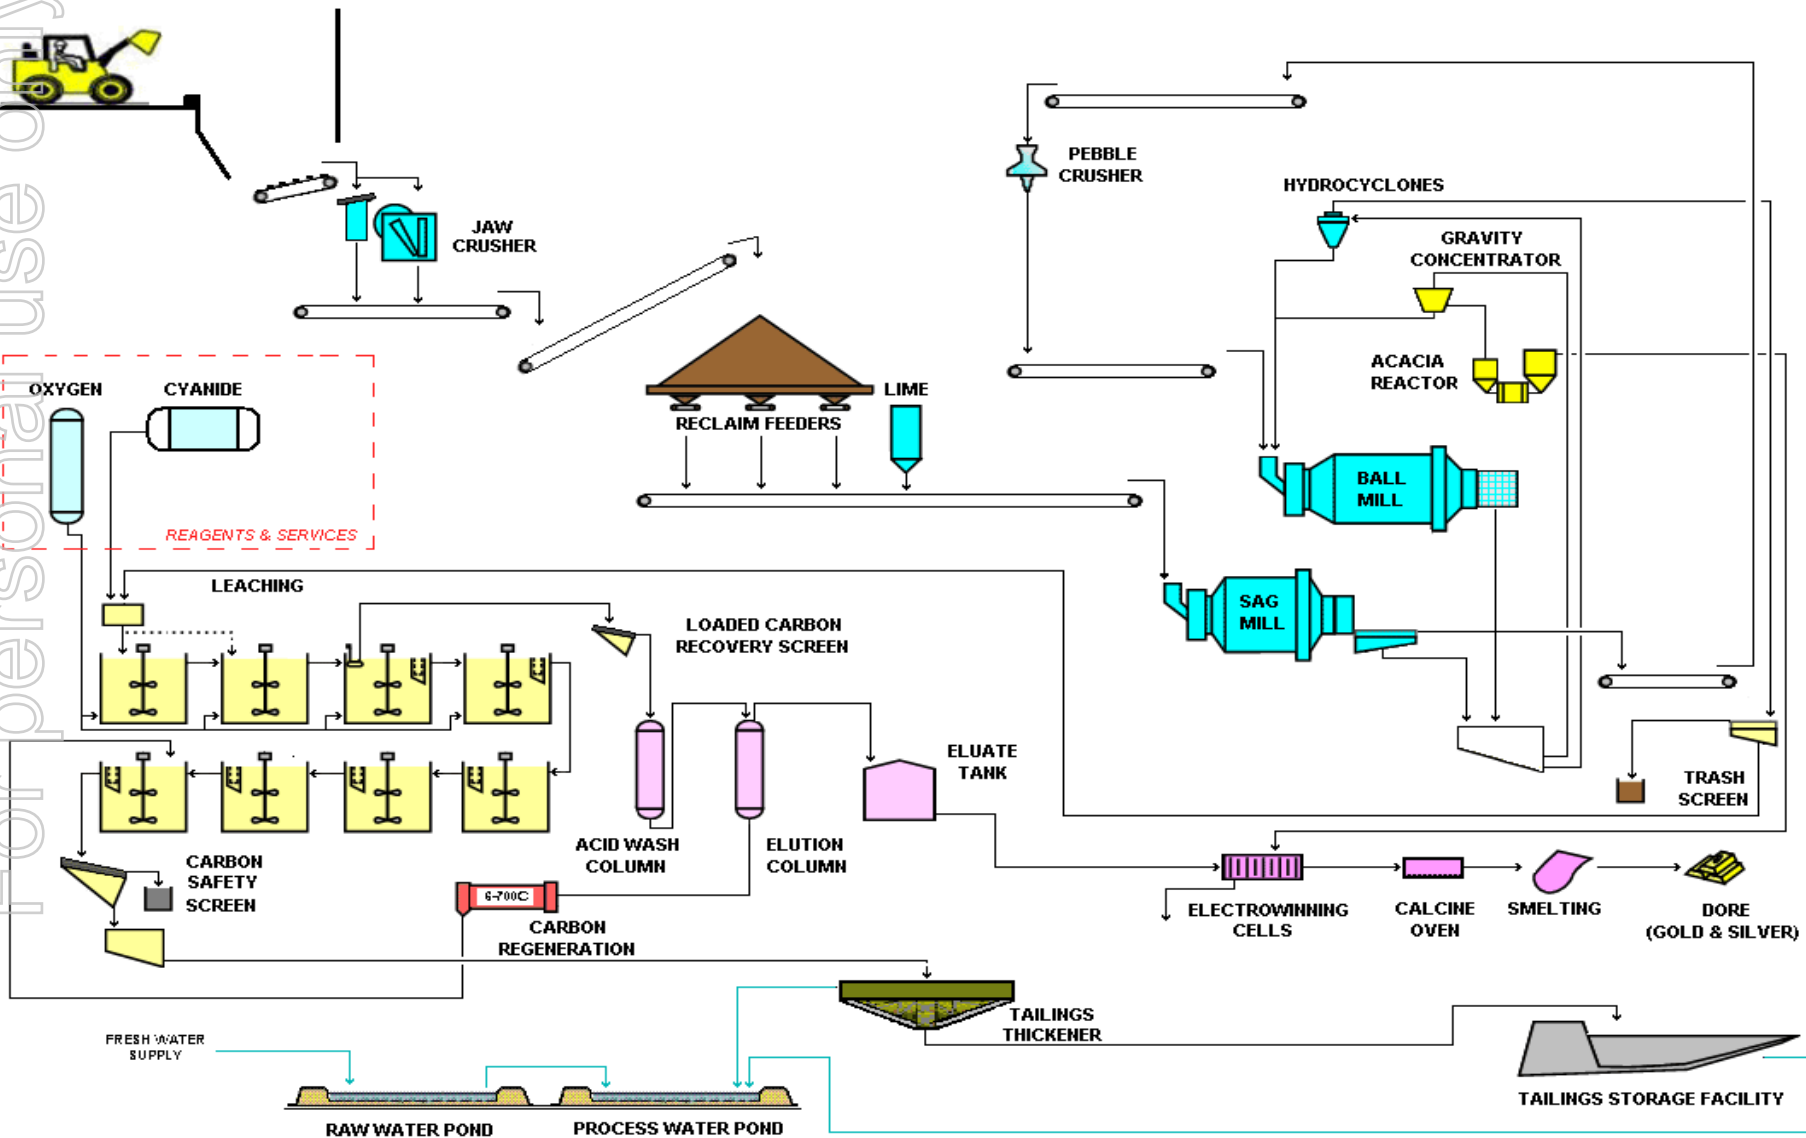 For personal use only
PEBBLE
CRUSHER
HYDROCYCLONES
JAW
CRUSHER
GRAVITY
CONCENTRATOR
ACACIA
REACTOR
OXYGEN
CYANIDE
LIME
RECLAIM FEEDERS
BALL
MILL
REAGENTS & SERVICES
LEACHING
SAG
MILL
LOADED CARBON
RECOVERY SCREEN
ELUATE
TANK
TRASH
SCREEN
ACID WASH
COLUMN
ELUTION
COLUMN
CARBON
SAFETY
SCREEN
6-700C
CARBON
REGENERATION
ELECTROWINNING
CELLS
CALCINE
OVEN
SMELTING
DORE
(GOLD & SILVER)
TAILINGS
THICKENER
FRESH WATER
SUPPLY
TAILINGS STORAGE FACILITY
RAW WATER POND
PROCESS WATER POND